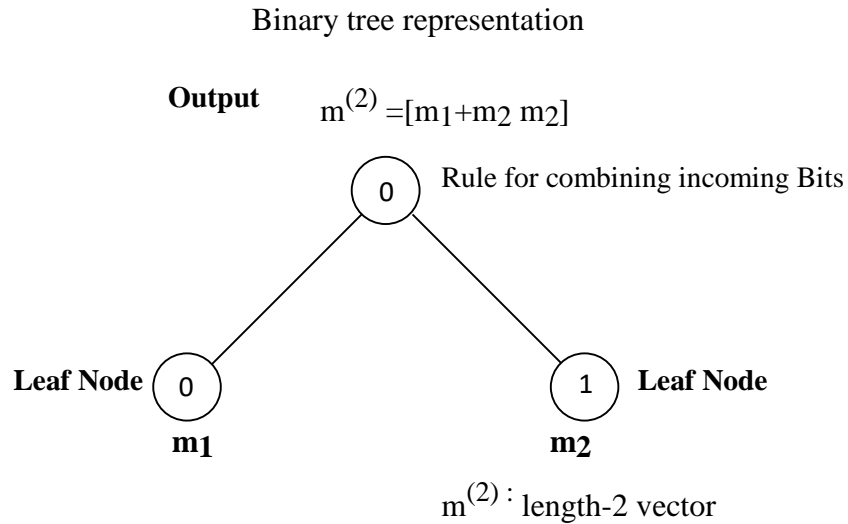 Binary tree representation
Output m(2) =[m1+m2 m2]
0 Rule for combining incoming Bits
Leaf Node 0 1 Leaf Node
m1 m2
m(2) : length-2 vector